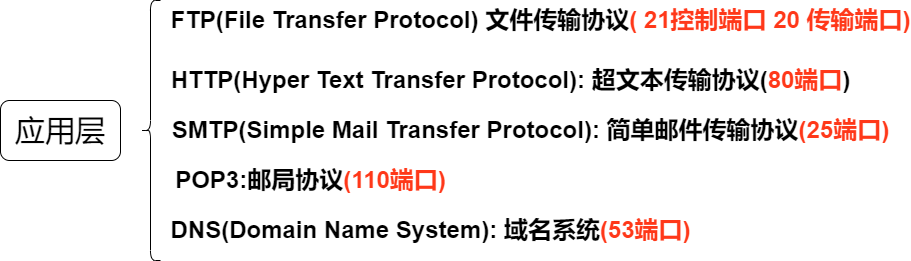 应用层
FTP(File Transfer Protocol) 文件传输协议( 21控制端口 20 传输端口)
HTTP(Hyper Text Transfer Protocol): 超文本传输协议(80端口)
SMTP(Simple Mail Transfer Protocol): 简单邮件传输协议(25端口)
POP3:邮局协议(110端口)
DNS(Domain Name System): 域名系统(53端口)